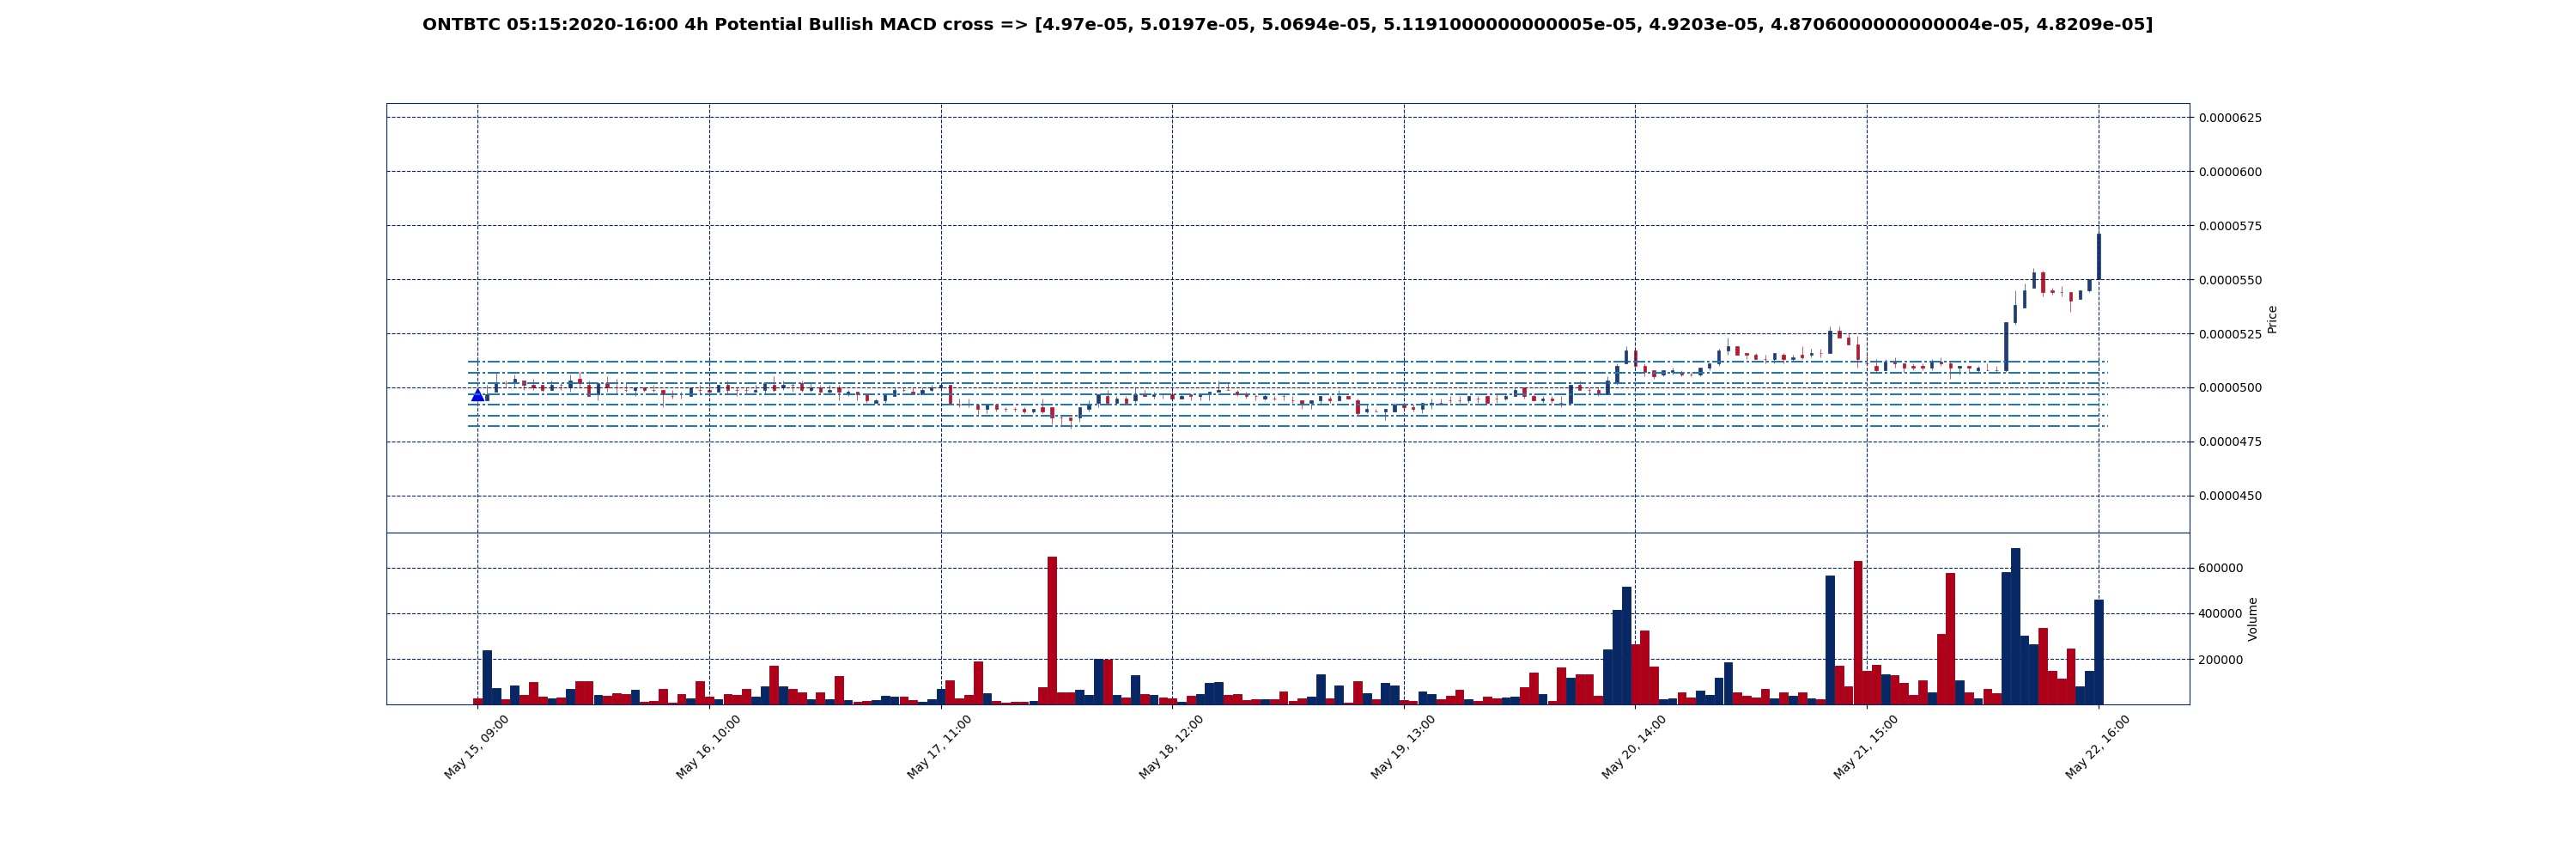 ONTBTC 05:15:2020-16:00 4h Potential Bullish MACD cross => [4.97e-05, 5.0197e-05, 5.0694e-05, 5.1191000000000005e-05, 4.9203e-05, 4.8706000000000004e-05, 4.8209e-05]
0.0000625
0.0000600
0.0000575
0.0000550
0.0000525
0.0000500
0.0000475
0.0000450
Price
600000
400000
200000
Volume
May 15, 09:00
May 16, 10:00
May 17, 11:00
May 18, 12:00
May 19, 13:00
May 20, 14:00
May 21, 15:00
May 22, 16:00